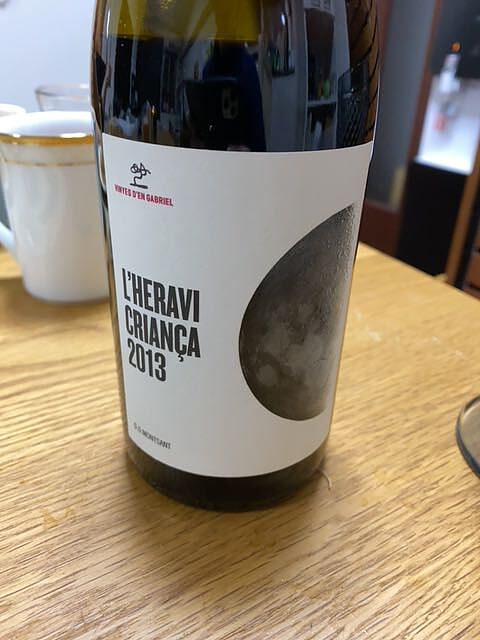 VINYES D'EN GABRIEL
L'HERAVI
CRIANÇA
2013
D.O. MONTSANT